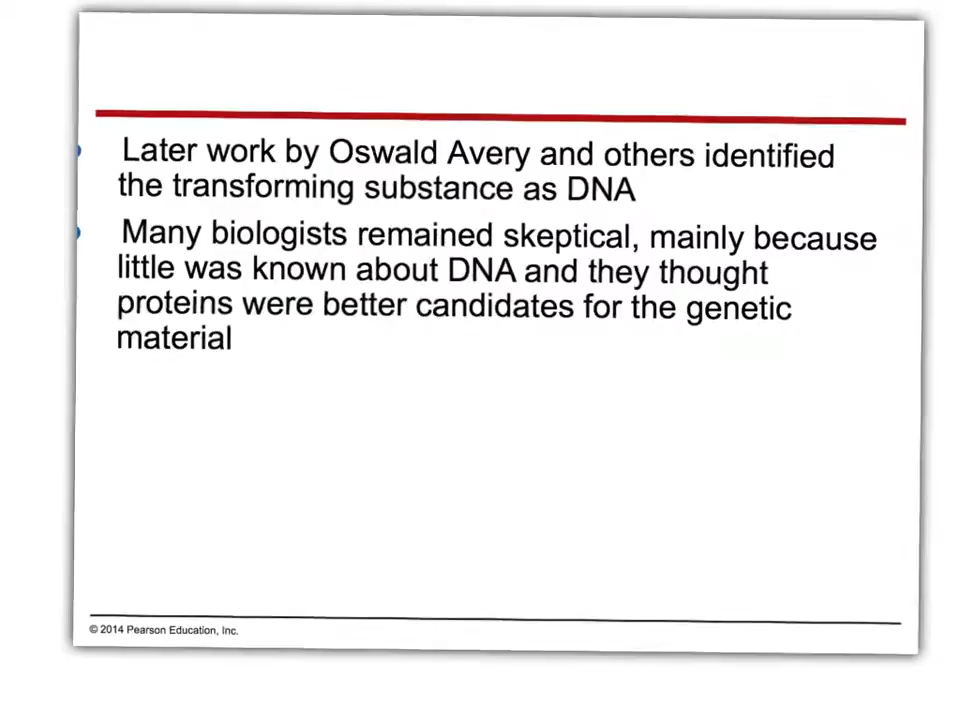 Later work by Oswald Avery and others identified
the transforming substance as DNA
Many biologists remained skeptical, mainly because
little was known about DNA and they thought
proteins were better candidates for the genetic
material
© 2014 Pearson Education, Inc.